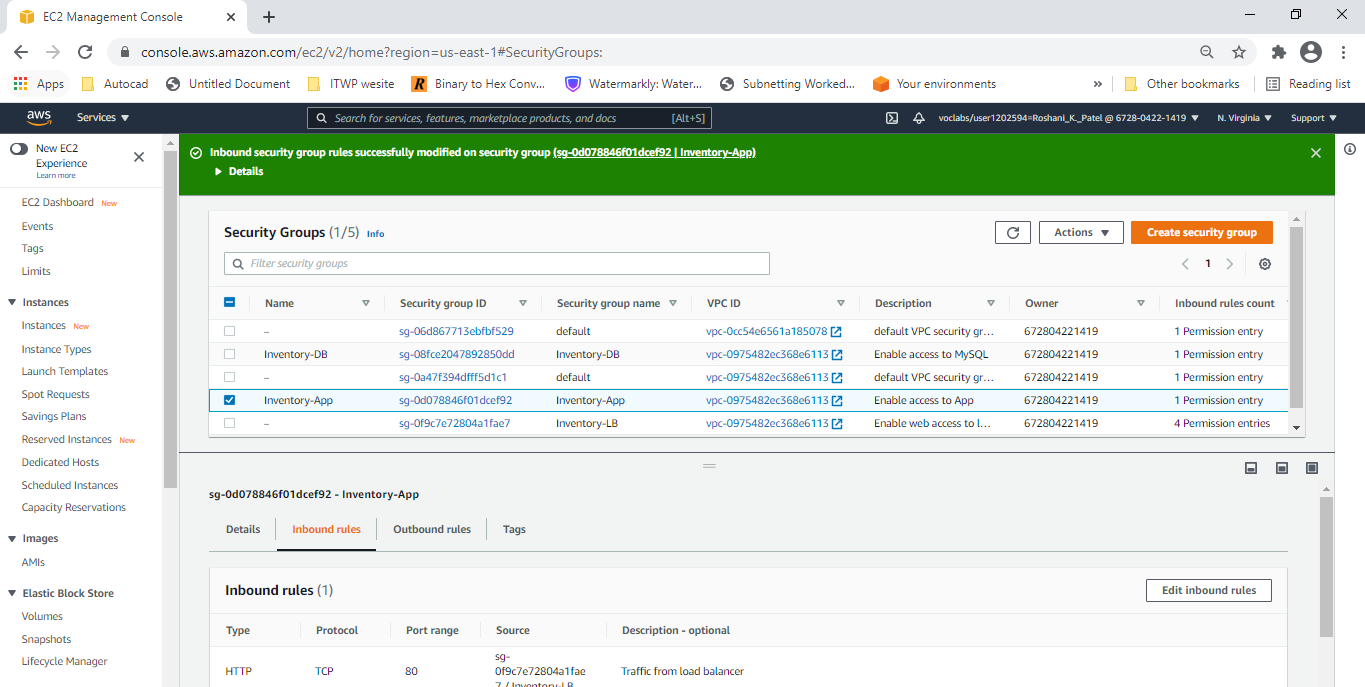 EC2 Management Console
console.aws.amazon.com/ec2/v2/home?region=us-east-1#SecurityGroups:
Apps Autocad Untitled Document ITWP wesite Binary to Hex Conv... Watermarkly: Water... Subnetting Worked... Your environments » Other bookmarks Reading list
aws Services Search for services, features, marketplace products, and docs [Alt+S] voclabs/user1202594=Roshani_K._Patel @ 6728-0422-1419 N. Virginia Support
New EC2
Experience
Learn more
EC2 Dashboard New
Events
Tags
Limits
Instances
Instances New
Instance Types
Launch Templates
Spot Requests
Savings Plans
Reserved Instances New
Dedicated Hosts
Scheduled Instances
Capacity Reservations
Images
AMIs
Elastic Block Store
Volumes
Snapshots
Lifecycle Manager
Inbound security group rules successfully modified on security group (sg-0d078846f01dcef92 | Inventory-App)
Details
Security Groups (1/5) Info Actions Create security group
Filter security groups 1
Name Security group ID Security group name VPC ID Description Owner Inbound rules count
– sg-06d867713ebfbf529 default vpc-0cc54e6561a185078 default VPC security gr... 672804221419 1 Permission entry
Inventory-DB sg-08fce2047892850dd Inventory-DB vpc-0975482ec368e6113 Enable access to MySQL 672804221419 1 Permission entry
– sg-0a47f394dfff5d1c1 default vpc-0975482ec368e6113 default VPC security gr... 672804221419 1 Permission entry
Inventory-App sg-0d078846f01dcef92 Inventory-App vpc-0975482ec368e6113 Enable access to App 672804221419 1 Permission entry
– sg-0f9c7e72804a1fae7 Inventory-LB vpc-0975482ec368e6113 Enable web access to l... 672804221419 4 Permission entries
sg-0d078846f01dcef92 - Inventory-App
Details Inbound rules Outbound rules Tags
Inbound rules (1) Edit inbound rules
Type Protocol Port range Source Description - optional
HTTP TCP 80 sg-
0f9c7e72804a1fae
7 / Inventory-LB
Traffic from load balancer